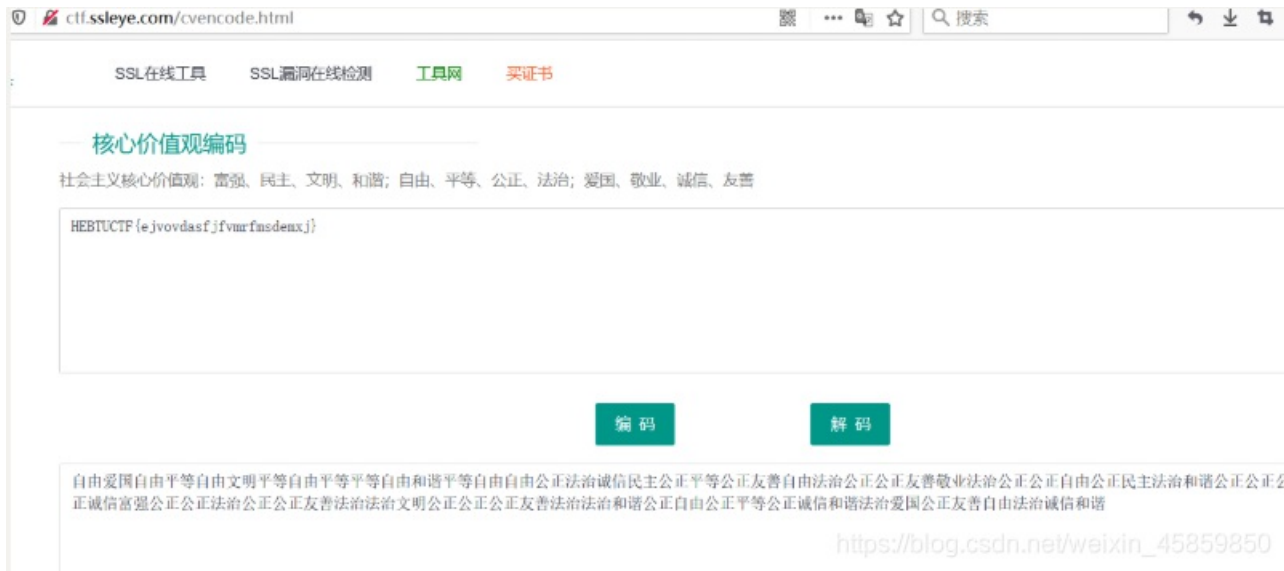 ctf.ssleye.com/cvencode.html
搜索
SSL在线工具 SSL漏洞在线检测 工具网 买证书
核心价值观编码
社会主义核心价值观：富强、民主、文明、和谐；自由、平等、公正、法治；爱国、敬业、诚信、友善
HEBTUCTF{ejvovdasfjfvmrfmsdemxj}
编 码 解 码
自由爱国自由平等自由文明平等自由平等平等自由和谐平等自由自由公正法治诚信民主公正平等公正友善自由法治公正公正友善敬业法治公正公正自由公正民主法治和谐公正公正公
正诚信富强公正公正法治公正公正友善法治法治文明公正公正公正友善法治法治和谐公正自由公正平等公正诚信和谐法治爱国公正友善自由法治诚信和谐
https://blog.csdn.net/weixin_45859850